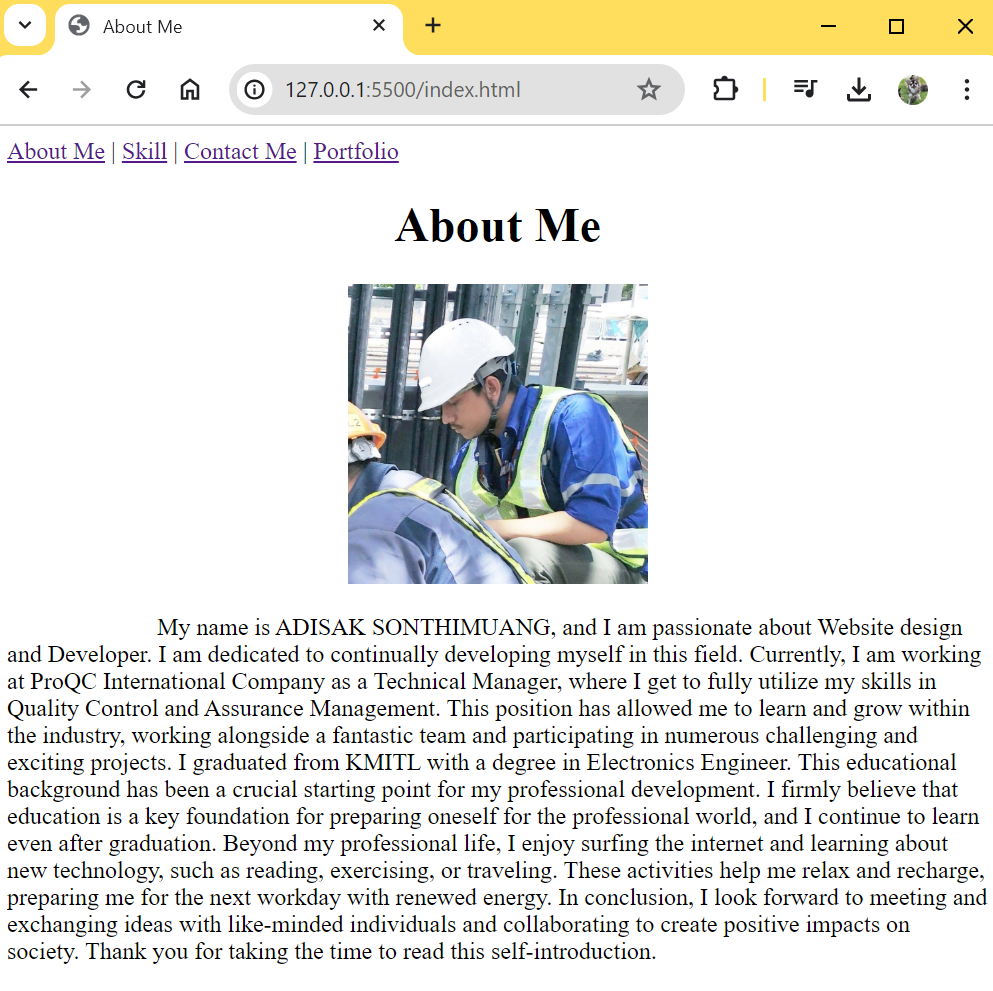 About Me
127.0.0.1:5500/index.html
About Me | Skill | Contact Me | Portfolio
About Me
My name is ADISAK SONTHIMUANG, and I am passionate about Website design
and Developer. I am dedicated to continually developing myself in this field. Currently, I am working
at ProQC International Company as a Technical Manager, where I get to fully utilize my skills in
Quality Control and Assurance Management. This position has allowed me to learn and grow within
the industry, working alongside a fantastic team and participating in numerous challenging and
exciting projects. I graduated from KMITL with a degree in Electronics Engineer. This educational
background has been a crucial starting point for my professional development. I firmly believe that
education is a key foundation for preparing oneself for the professional world, and I continue to learn
even after graduation. Beyond my professional life, I enjoy surfing the internet and learning about
new technology, such as reading, exercising, or traveling. These activities help me relax and recharge,
preparing me for the next workday with renewed energy. In conclusion, I look forward to meeting and
exchanging ideas with like-minded individuals and collaborating to create positive impacts on
society. Thank you for taking the time to read this self-introduction.